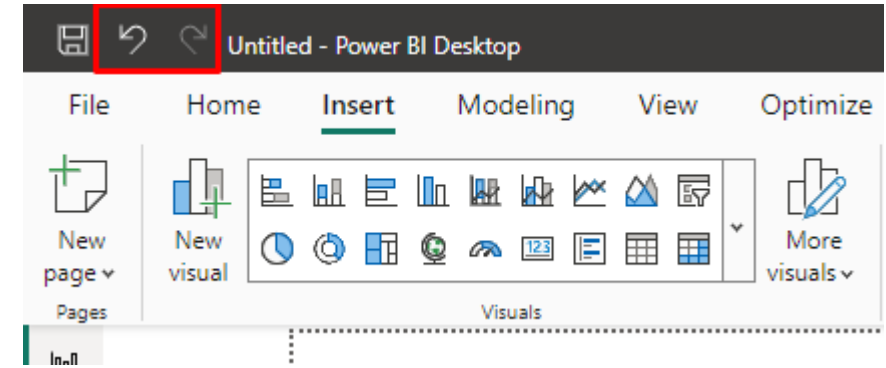 Untitled - Power BI Desktop
File Home Insert Modeling View Optimize
123
New page
New visual
More visuals
Pages
Visuals